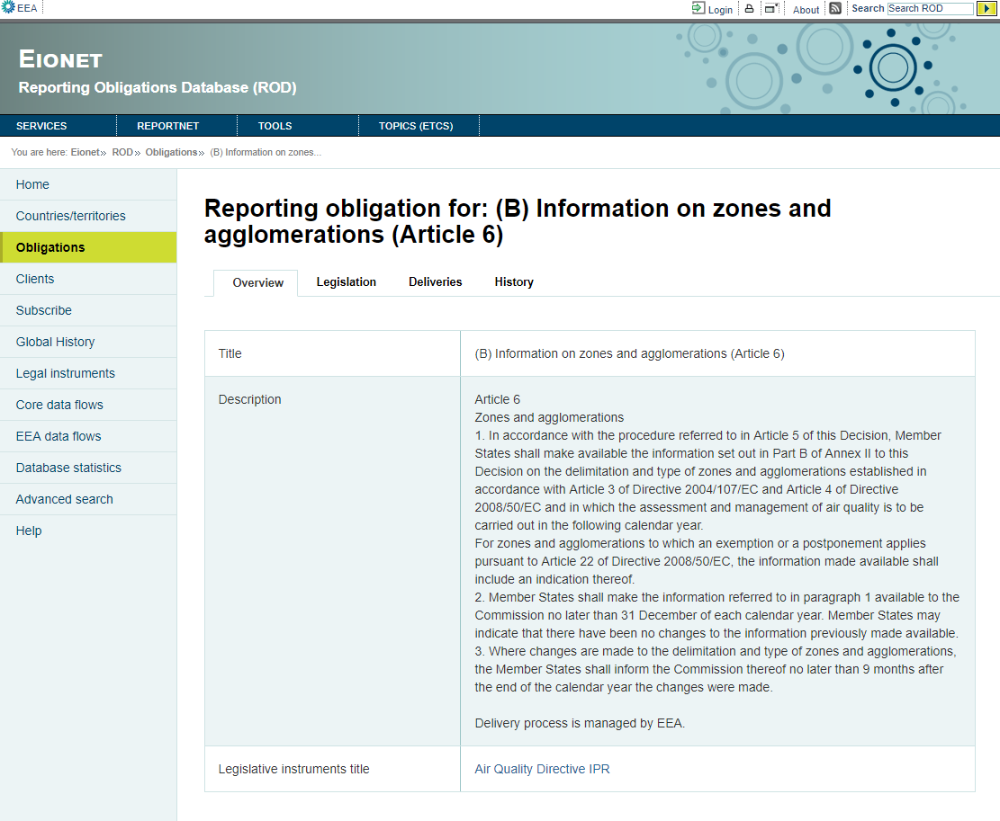 EEA
Login
About
Search
Search ROD
EIONET
Reporting Obligations Database (ROD)
SERVICES
REPORTNET
TOOLS
TOPICS (ETCS)
You are here: Eionet» ROD» Obligations» (B) Information on zones...
Home
Countries/territories
Obligations
Clients
Subscribe
Global History
Legal instruments
Core data flows
EEA data flows
Database statistics
Advanced search
Help
Reporting obligation for: (B) Information on zones and
agglomerations (Article 6)
Overview
Legislation
Deliveries
History
Title
(B) Information on zones and agglomerations (Article 6)
Description
Article 6
Zones and agglomerations
1. In accordance with the procedure referred to in Article 5 of this Decision, Member
States shall make available the information set out in Part B of Annex II to this
Decision on the delimitation and type of zones and agglomerations established in
accordance with Article 3 of Directive 2004/107/EC and Article 4 of Directive
2008/50/EC and in which the assessment and management of air quality is to be
carried out in the following calendar year.
For zones and agglomerations to which an exemption or a postponement applies
pursuant to Article 22 of Directive 2008/50/EC, the information made available shall
include an indication thereof.
2. Member States shall make the information referred to in paragraph 1 available to the
Commission no later than 31 December of each calendar year. Member States may
indicate that there have been no changes to the information previously made available.
3. Where changes are made to the delimitation and type of zones and agglomerations,
the Member States shall inform the Commission thereof no later than 9 months after
the end of the calendar year the changes were made.
Delivery process is managed by EEA.
Legislative instruments title
Air Quality Directive IPR